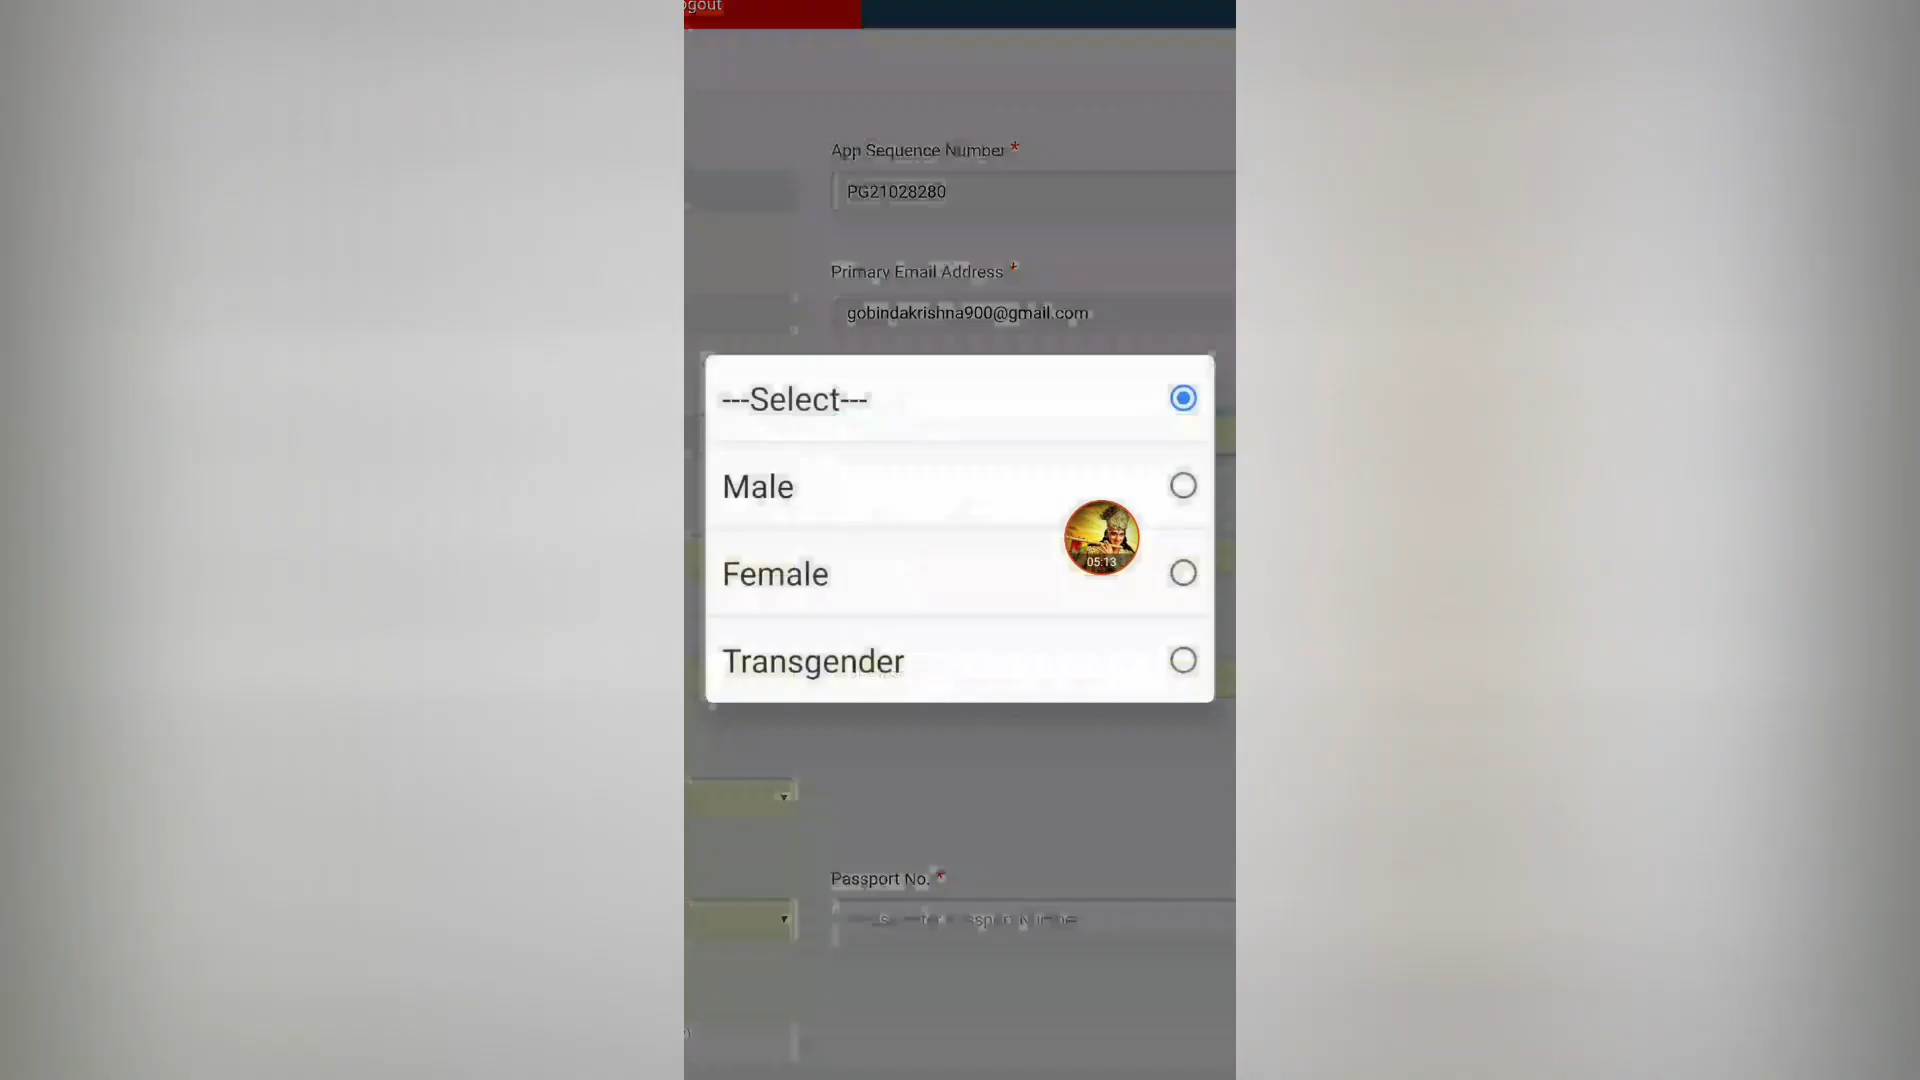 ogout
App Sequence Number *
PG21028280
Primary Email Address *
gobindakrishna900@gmail.com
---Select---
Male
05:13
Female
Transgender
Passport No. *